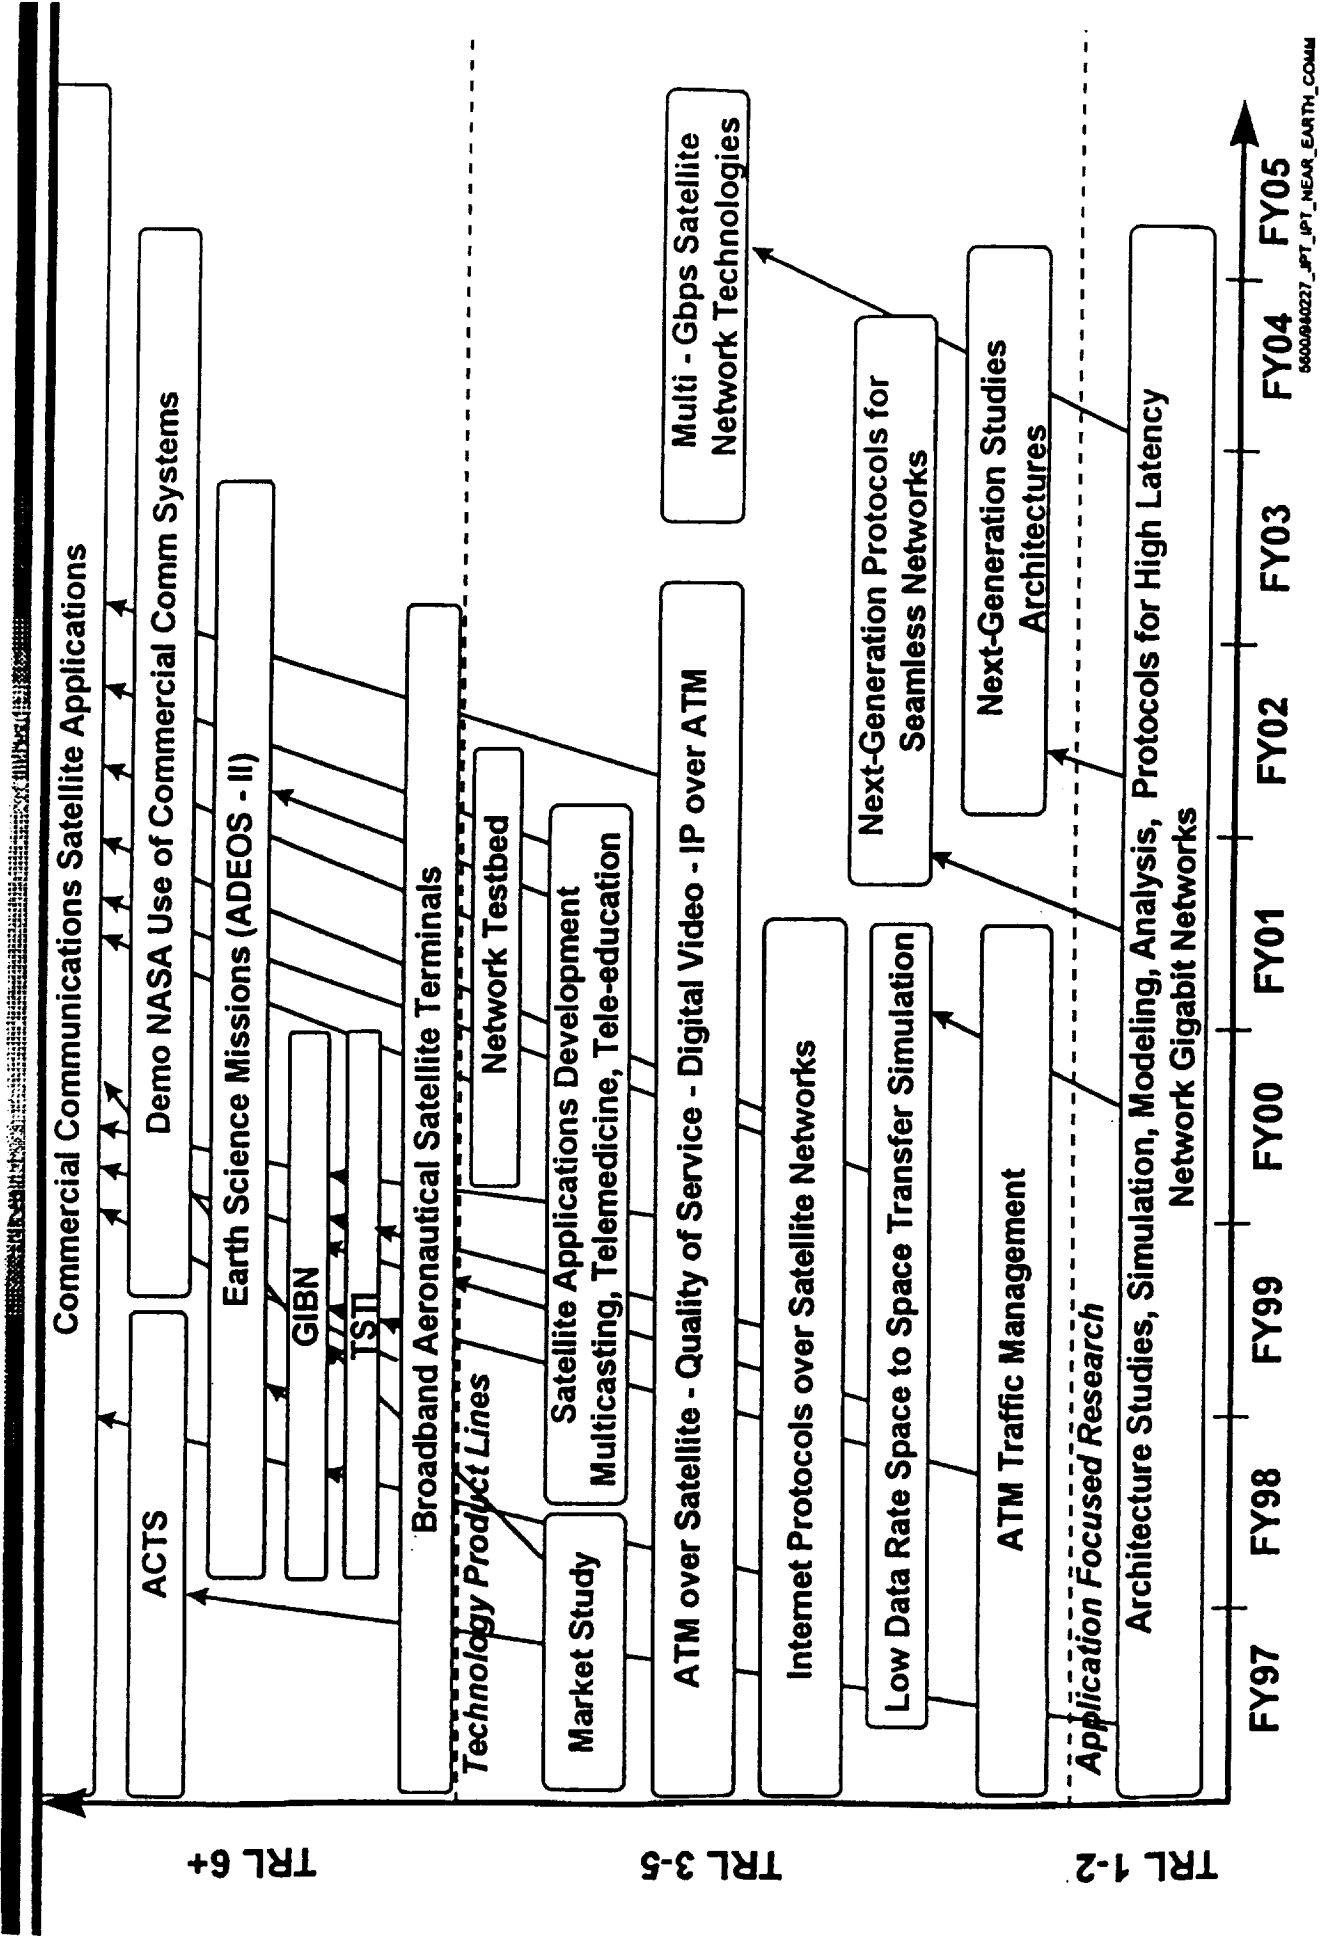 Commercial Communications Satellite Applications
ACTS
Demo NASA Use of Commercial Comm Systems
Earth Science Missions (ADEOS - II)
GIBN
TSTI
Broadband Aeronautical Satellite Terminals
TRL 6+
Technology Product Lines
Network Testbed
Market Study
Satellite Applications Development
Multicasting, Telemedicine, Tele-education
ATM over Satellite - Quality of Service - Digital Video - IP over ATM
Multi - Gbps Satellite
Network Technologies
Internet Protocols over Satellite Networks
Next-Generation Protocols for
Seamless Networks
Low Data Rate Space to Space Transfer Simulation
Next-Generation Studies
Architectures
ATM Traffic Management
TRL 3-5
Application Focused Research
Architecture Studies, Simulation, Modeling, Analysis, Protocols for High Latency
Network Gigabit Networks
TRL 1-2
FY97
FY98
FY99
FY00
FY01
FY02
FY03
FY04
FY05